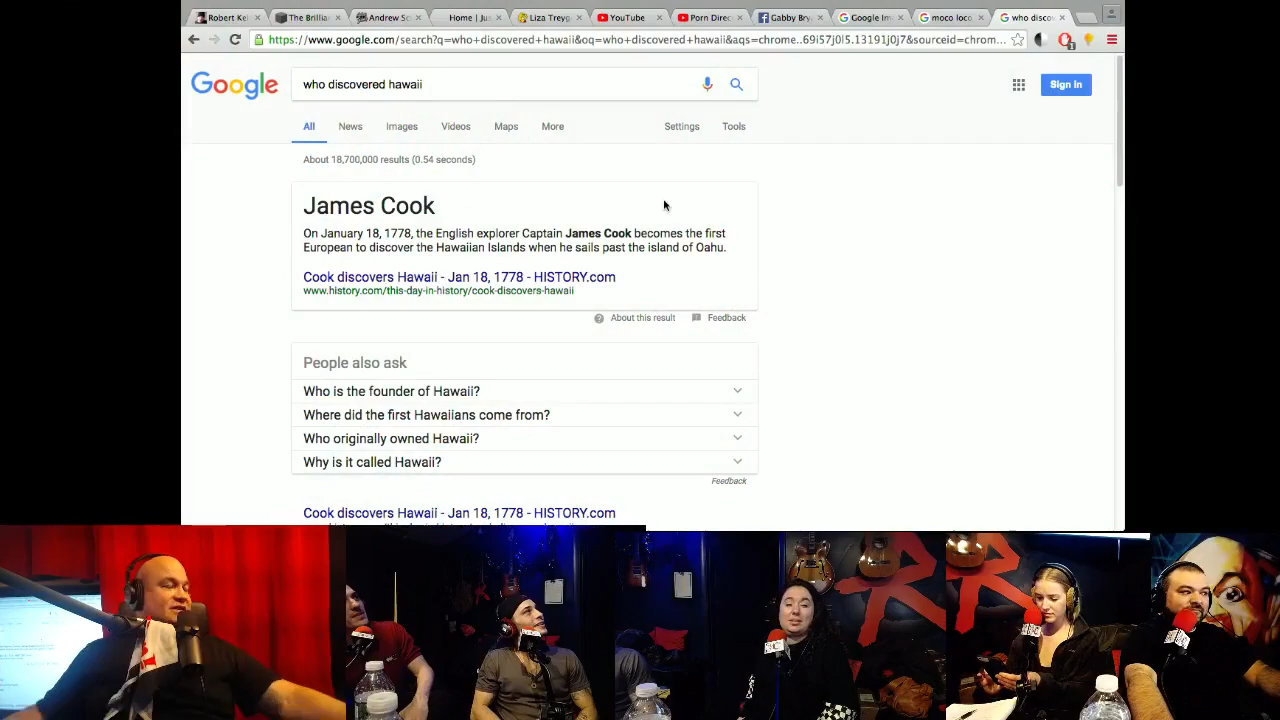 Robert Kel
The Brillian
Andrew Sc
Home | Jus
Liza Treyge
YouTube
Porn Direc
Facebook Gabby Bry
Google Im
moco loco
who discov
https://www.google.com/search?q=who+discovered+hawaii&oq=who+discovered+hawaii&aqs=chrome..69i57j0l5.13191j0j7&sourceid=chrom...
Google
who discovered hawaii
Sign in
All News Images Videos Maps More Settings Tools
About 18,700,000 results (0.54 seconds)
James Cook
On January 18, 1778, the English explorer Captain James Cook becomes the first
European to discover the Hawaiian Islands when he sails past the island of Oahu.
Cook discovers Hawaii - Jan 18, 1778 - HISTORY.com
www.history.com/this-day-in-history/cook-discovers-hawaii
About this result Feedback
People also ask
Who is the founder of Hawaii?
Where did the first Hawaiians come from?
Who originally owned Hawaii?
Why is it called Hawaii?
Feedback
Cook discovers Hawaii - Jan 18, 1778 - HISTORY.com